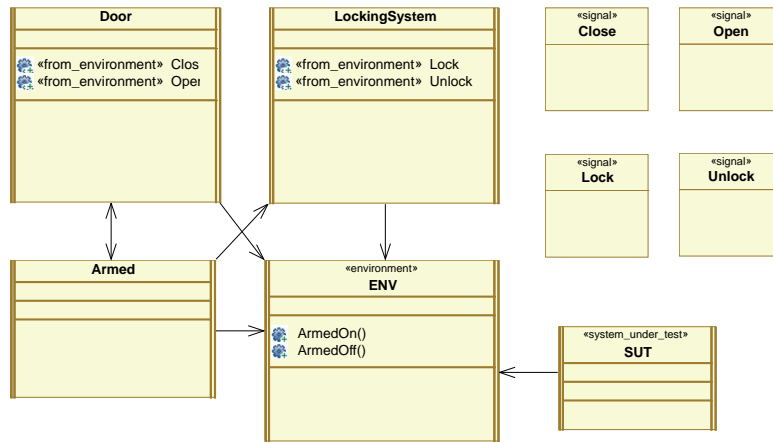 Door
«from_environment» Clos
«from_environment» Oper
LockingSystem
«from_environment» Lock
«from_environment» Unlock
«signal»
Close
«signal»
Open
«signal»
Lock
«signal»
Unlock
Armed
«environment»
ENV
ArmedOn()
ArmedOff()
«system_under_test»
SUT